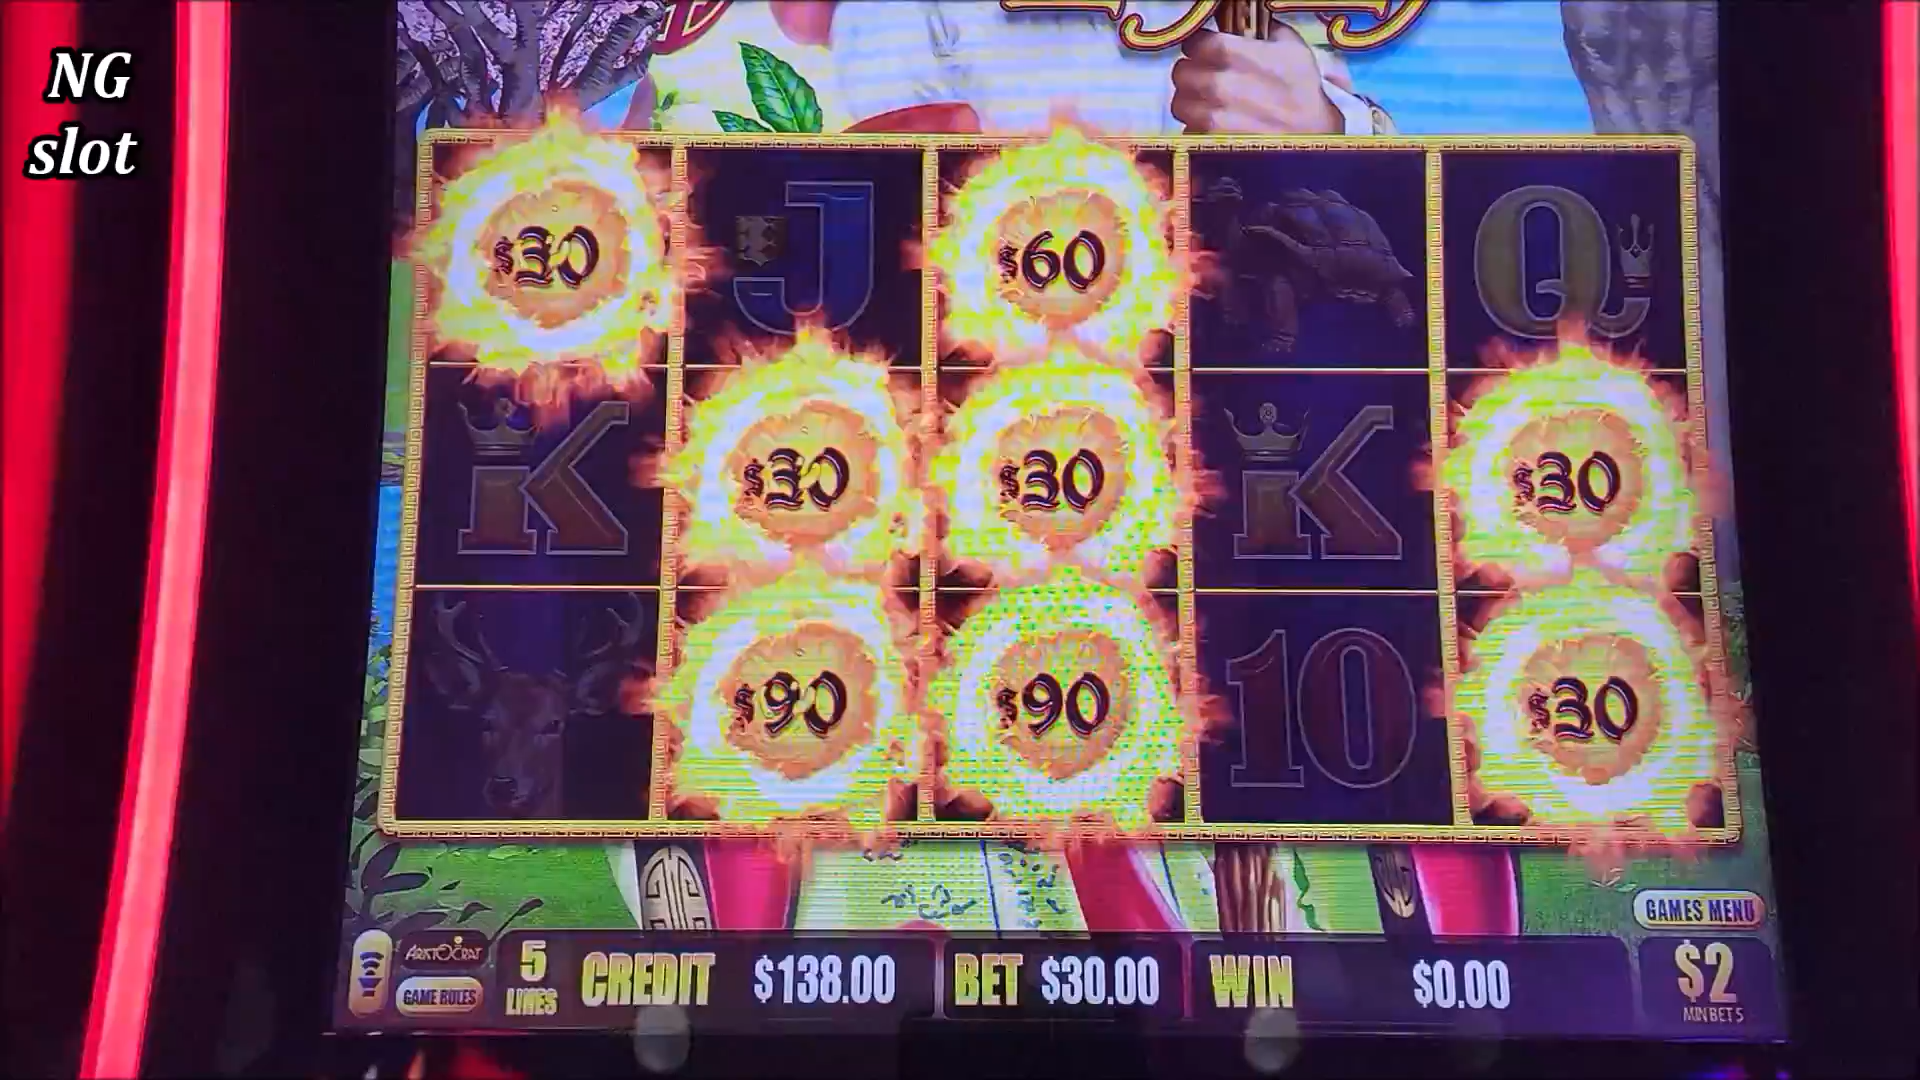 NG
slot
$30
J
$60
Q
K
$30
$30
K
$30
$90
$90
10
$30
GAMES MENU
ARISTOCRAT
GAME RULES
5
LINES
CREDIT $138.00
BET $30.00
WIN $0.00
$2
MIN BET 5